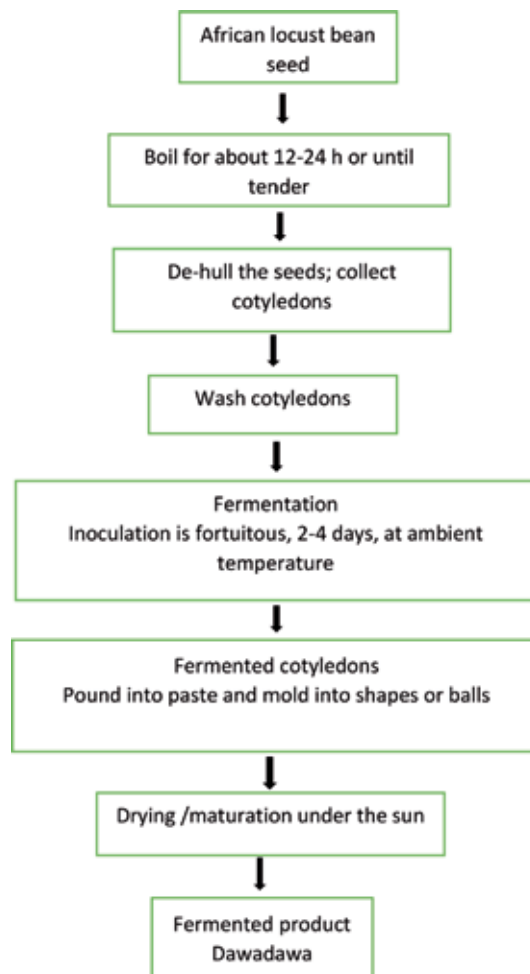 African locust bean
seed
Boil for about 12-24 h or until
tender
De-hull the seeds; collect
cotyledons
Wash cotyledons
Fermentation
Inoculation is fortuitous, 2-4 days, at ambient
temperature
Fermented cotyledons
Pound into paste and mold into shapes or balls
Drying /maturation under the sun
Fermented product
Dawadawa